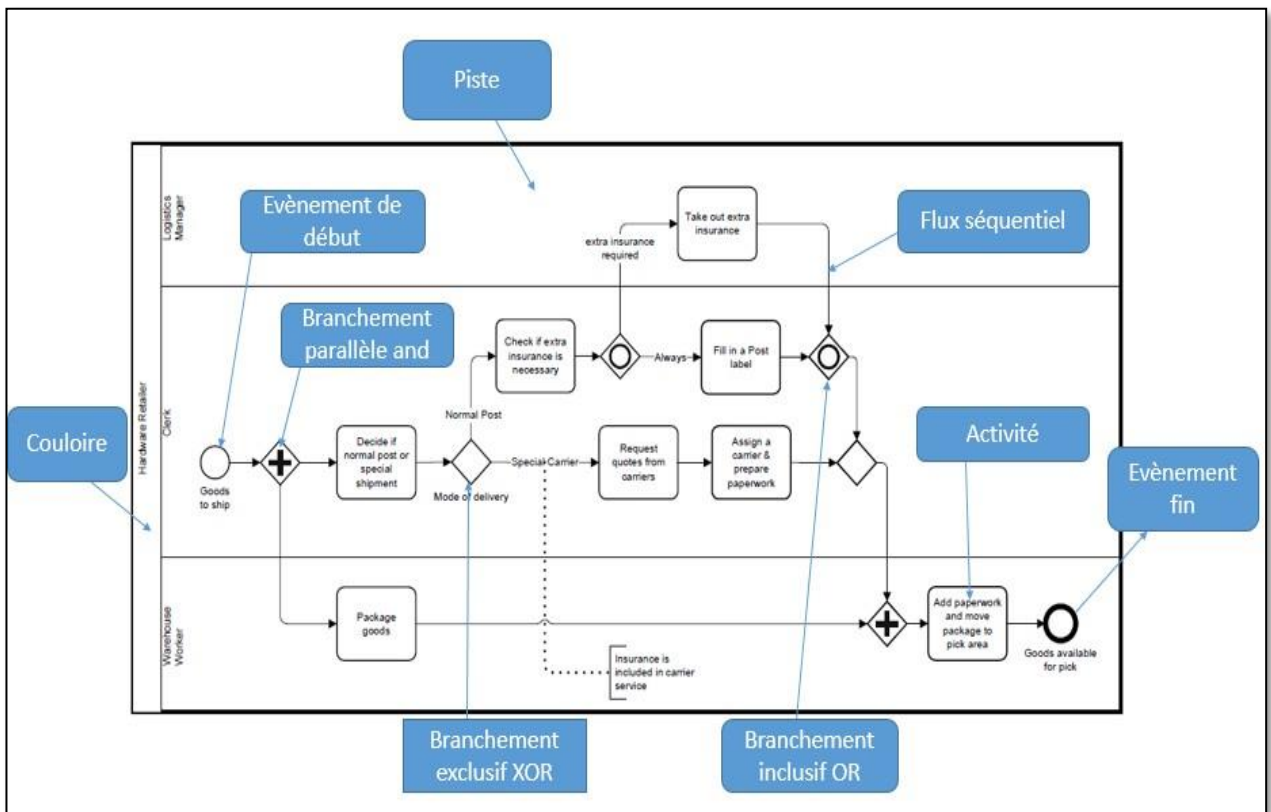 Piste
Evènement de
début
Flux séquentiel
Branchement
parallèle and
Couloire
Activité
Evènement
fin
Branchement
exclusif XOR
Branchement
inclusif OR
Hardware Retailer
Logistics
Manager
Take out extra
insurance
extra insurance
required
Clerk
Check if extra
insurance is
necessary
Always
Fill in a Post
label
Normal Post
Goods
to ship
Decide if
normal post or
special
shipment
Mode of delivery
Special Carrier
Request
quotes from
carriers
Assign a
carrier &
prepare
paperwork
Warehouse
Worker
Package
goods
Insurance is
included in carrier
service
Add paperwork
and move
package to
pick area
Goods available
for pick